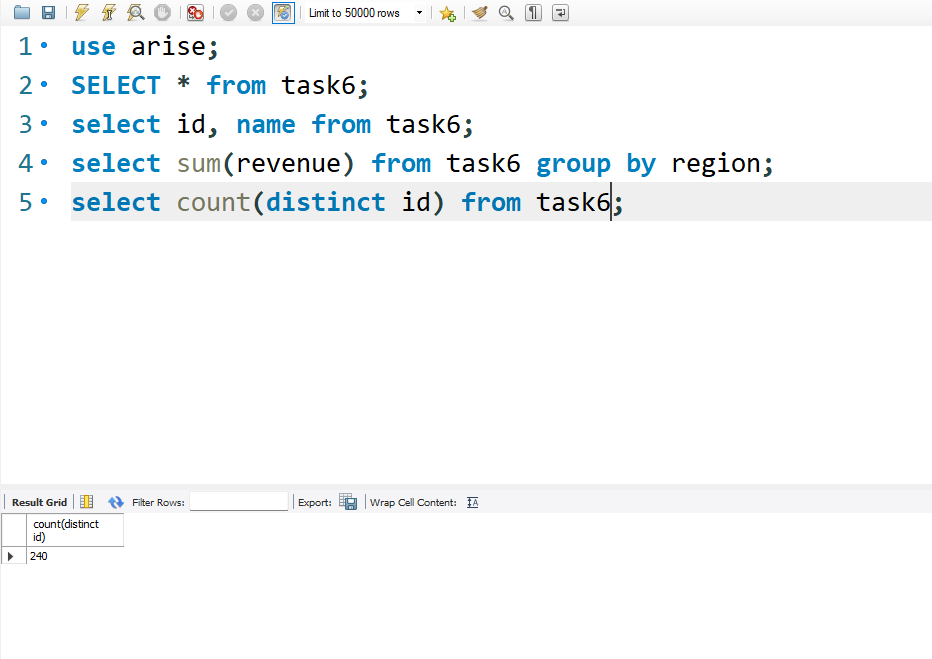 Limit to 50000 rows
1 use arise;
2 SELECT * from task6;
3 select id, name from task6;
4 select sum(revenue) from task6 group by region;
5 select count(distinct id) from task6;
Result Grid Filter Rows: Export: Wrap Cell Content: IA
count(distinct
id)
240